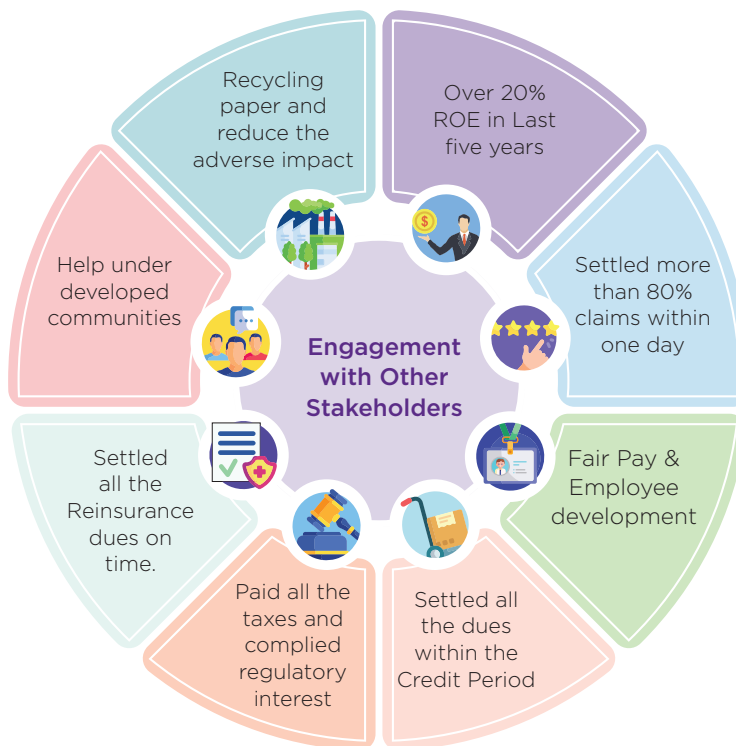 Recycling
paper and
reduce the
adverse impact
Over 20%
ROE in Last
five years
Help under
developed
communities
Settled more
than 80%
claims within
one day
Engagement
with Other
Stakeholders
Settled
all the
Reinsurance
dues on
time.
Fair Pay &
Employee
development
Paid all the
taxes and
complied
regulatory
interest
Settled all
the dues
within the
Credit Period